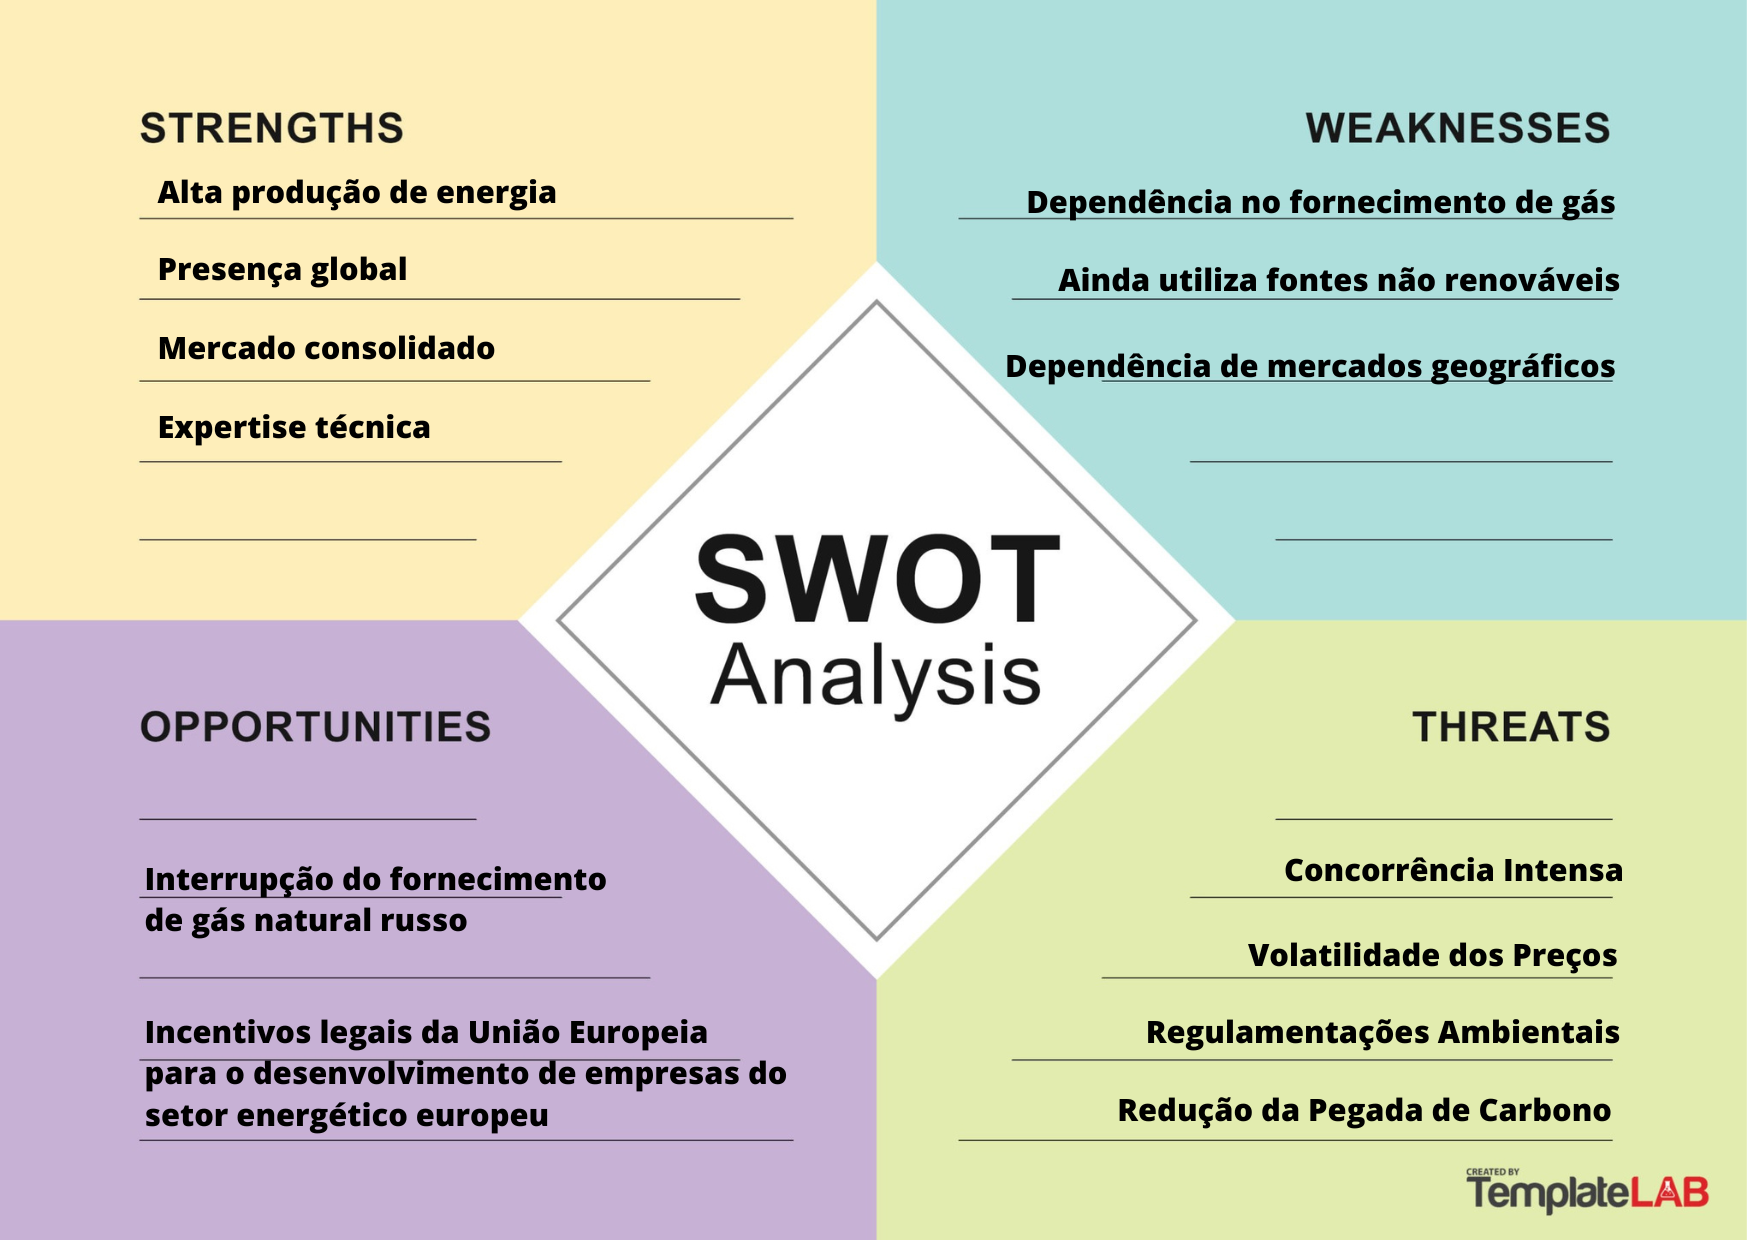 STRENGTHS
Alta produção de energia
Presença global
Mercado consolidado
Expertise técnica
WEAKNESSES
Dependência no fornecimento de gás
Ainda utiliza fontes não renováveis
Dependência de mercados geográficos
SWOT
Analysis
OPPORTUNITIES
Interrupção do fornecimento
de gás natural russo
Incentivos legais da União Europeia
para o desenvolvimento de empresas do
setor energético europeu
THREATS
Concorrência Intensa
Volatilidade dos Preços
Regulamentações Ambientais
Redução da Pegada de Carbono
CREATED BY
TemplateLAB